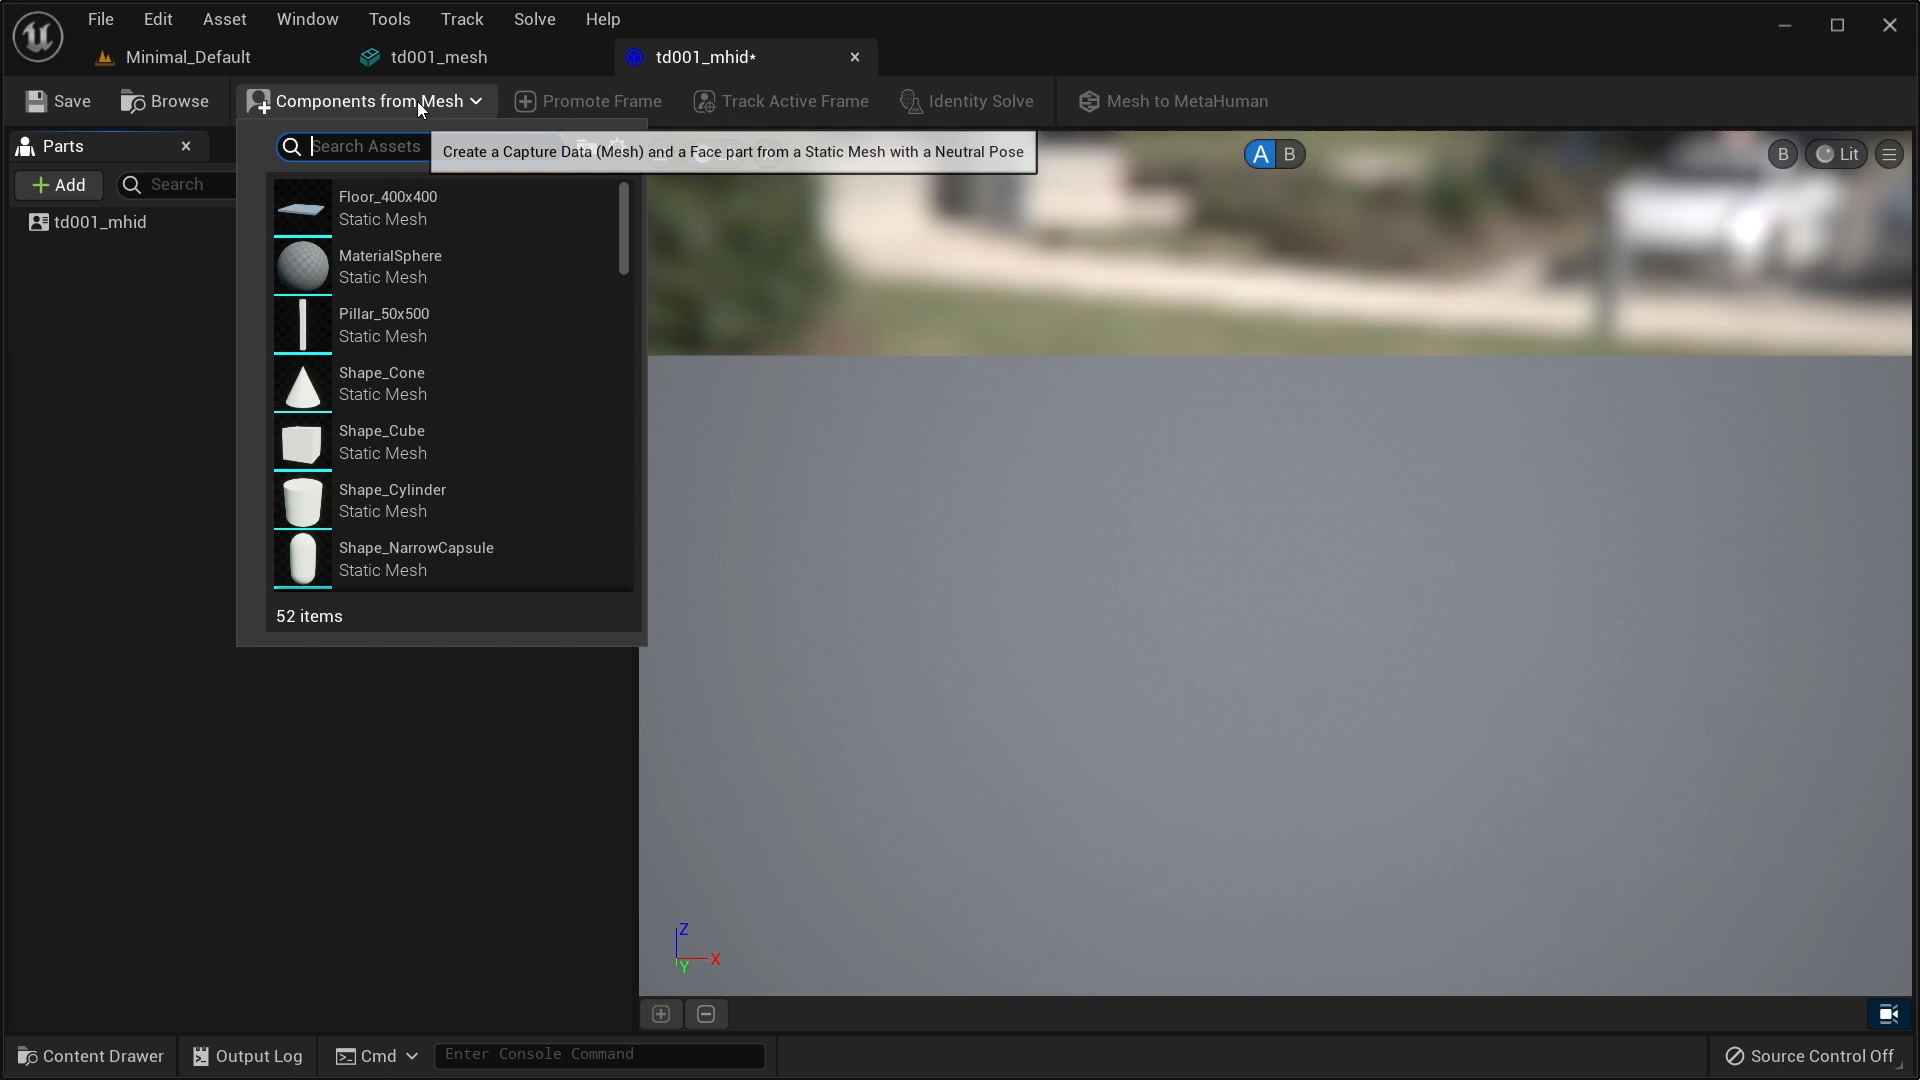 File Edit Asset Window Tools Track Solve Help
Minimal_Default td001_mesh td001_mhid*
Save Browse Components from Mesh Promote Frame Track Active Frame Identity Solve Mesh to MetaHuman
Parts
Search Assets
Create a Capture Data (Mesh) and a Face part from a Static Mesh with a Neutral Pose
A B
B Lit
Add Search
td001_mhid
Floor_400x400
Static Mesh
MaterialSphere
Static Mesh
Pillar_50x500
Static Mesh
Shape_Cone
Static Mesh
Shape_Cube
Static Mesh
Shape_Cylinder
Static Mesh
Shape_NarrowCapsule
Static Mesh
52 items
Z
X
Y
Content Drawer Output Log Cmd Enter Console Command Source Control Off